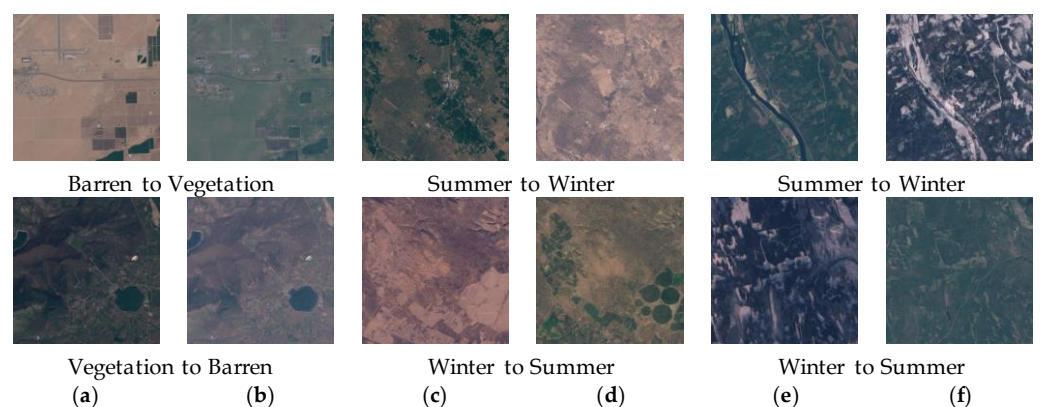 Barren to Vegetation Summer to Winter Summer to Winter
Vegetation to Barren Winter to Summer Winter to Summer
(a) (b) (c) (d) (e) (f)